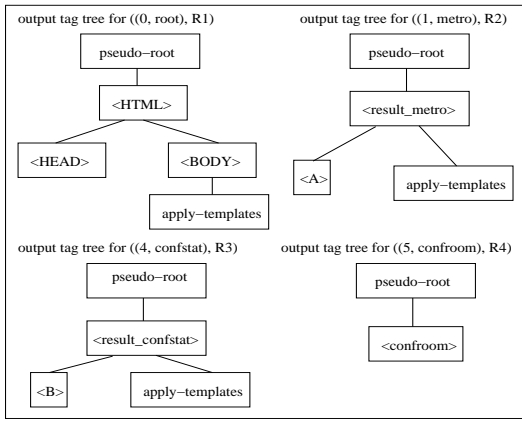 output tag tree for ((0, root), R1)
pseudo-root
<HTML>
<HEAD>
<BODY>
apply-templates
output tag tree for ((1, metro), R2)
pseudo-root
<result_metro>
<A>
apply-templates
output tag tree for ((4, confstat), R3)
pseudo-root
<result_confstat>
<B>
apply-templates
output tag tree for ((5, confroom), R4)
pseudo-root
<confroom>